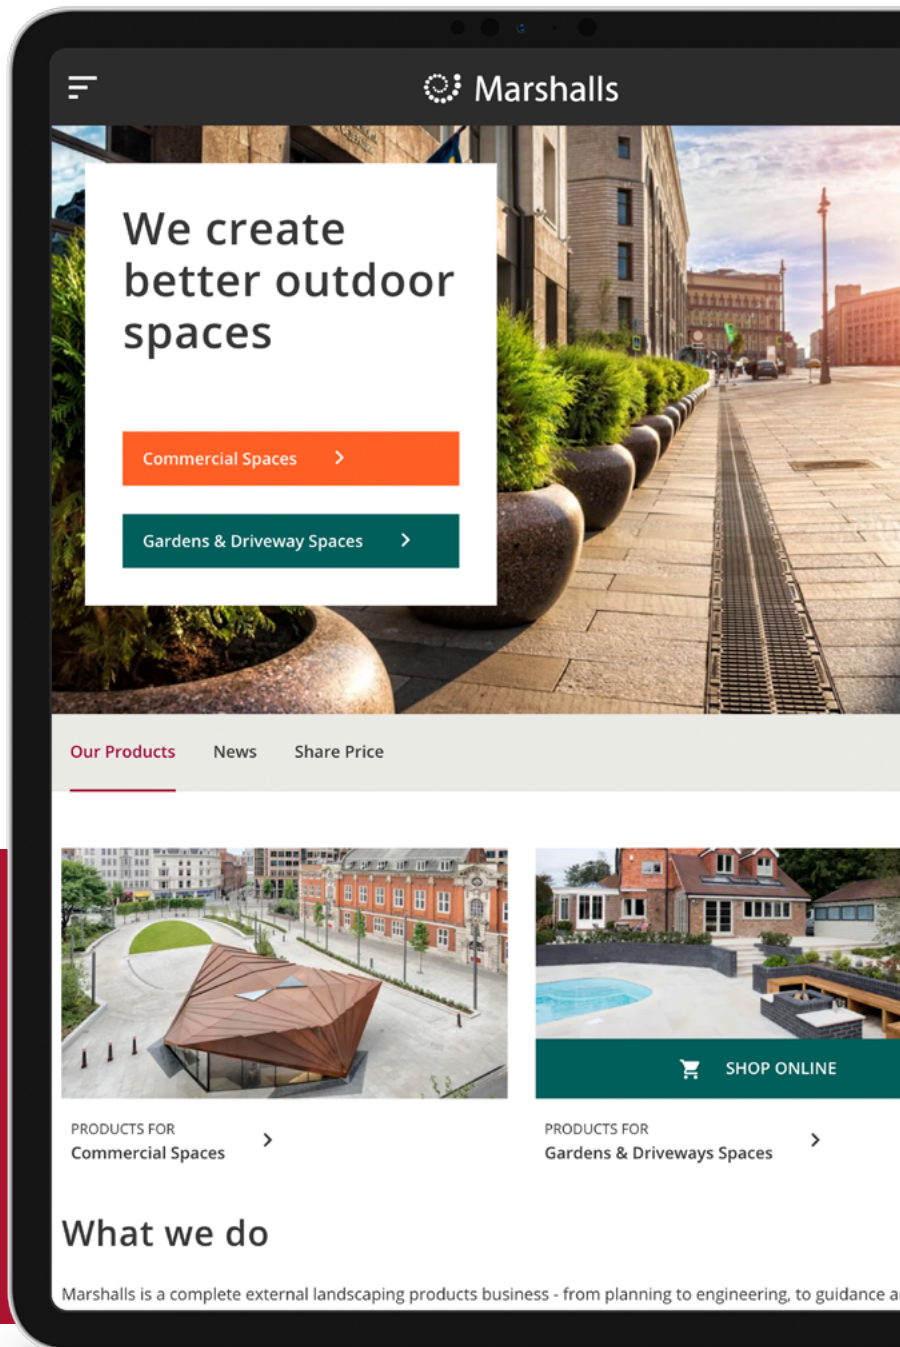 Marshalls
We create
better outdoor
spaces
Commercial Spaces
Gardens & Driveway Spaces
Our Products News Share Price
SHOP ONLINE
PRODUCTS FOR
Commercial Spaces
PRODUCTS FOR
Gardens & Driveways Spaces
What we do
Marshalls is a complete external landscaping products business - from planning to engineering, to guidance